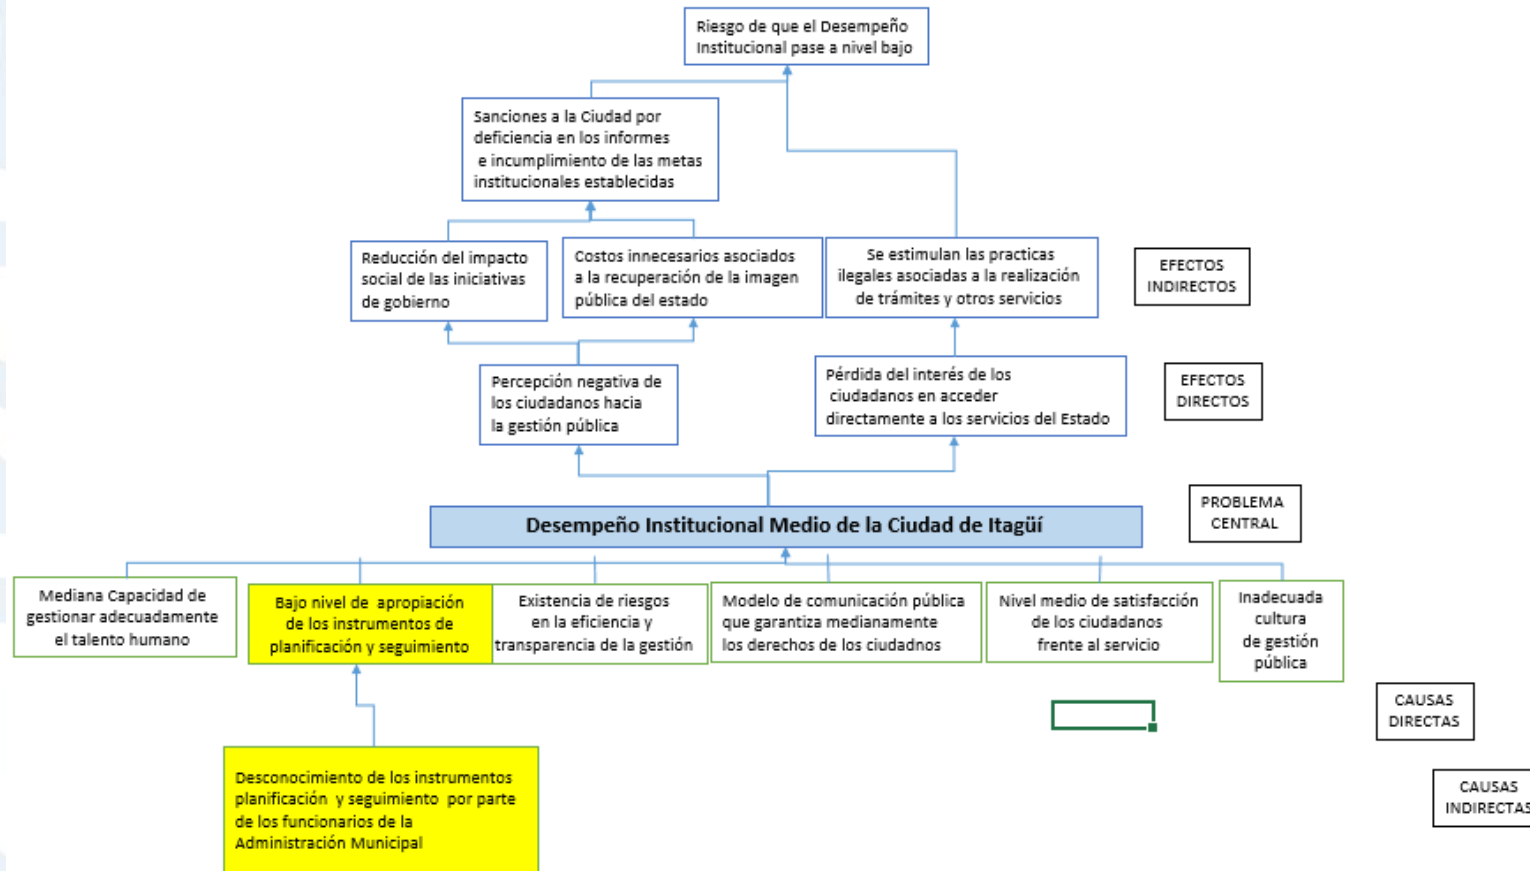 Riesgo de que el Desempeño
Institucional pase a nivel bajo
Sanciones a la Ciudad por
deficiencia en los informes
e incumplimiento de las metas
institucionales establecidas
Reducción del impacto
social de las iniciativas
de gobierno
Costos innecesarios asociados
a la recuperación de la imagen
pública del estado
Se estimulan las practicas
ilegales asociadas a la realización
de trámites y otros servicios
EFECTOS
INDIRECTOS
Percepción negativa de
los ciudadanos hacia
la gestión pública
Pérdida del interés de los
ciudadanos en acceder
directamente a los servicios del Estado
EFECTOS
DIRECTOS
PROBLEMA
CENTRAL
Desempeño Institucional Medio de la Ciudad de Itagüí
Mediana Capacidad de
gestionar adecuadamente
el talento humano
Bajo nivel de apropiación
de los instrumentos de
planificación y seguimiento
Existencia de riesgos
en la eficiencia y
transparencia de la gestión
Modelo de comunicación pública
que garantiza medianamente
los derechos de los ciudadnos
Nivel medio de satisfacción
de los ciudadanos
frente al servicio
Inadecuada
cultura
de gestión
pública
CAUSAS
DIRECTAS
Desconocimiento de los instrumentos
planificación y seguimiento por parte
de los funcionarios de la
Administración Municipal
CAUSAS
INDIRECTAS